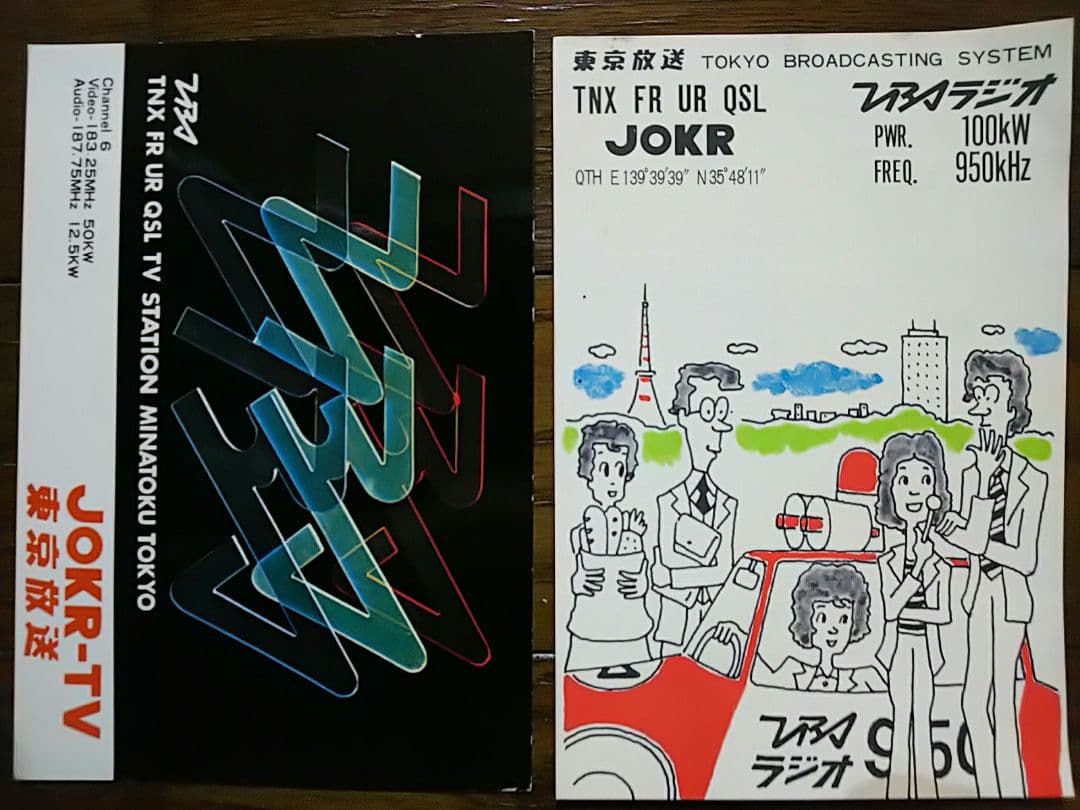 TBS
TNX FR UR QSL TV STATION MINATOKU TOKYO
Channel 6
Video-183.25MHz 50KW
Audio-187.75MHz 12.5KW
JOKR-TV
東京放送
東京放送 TOKYO BROADCASTING SYSTEM
TNX FR UR QSL
TBSラジオ
JOKR
PWR. 100kW
QTH E139°39′39″ N35°48′11″
FREQ. 950kHz
TBS
ラジオ
950